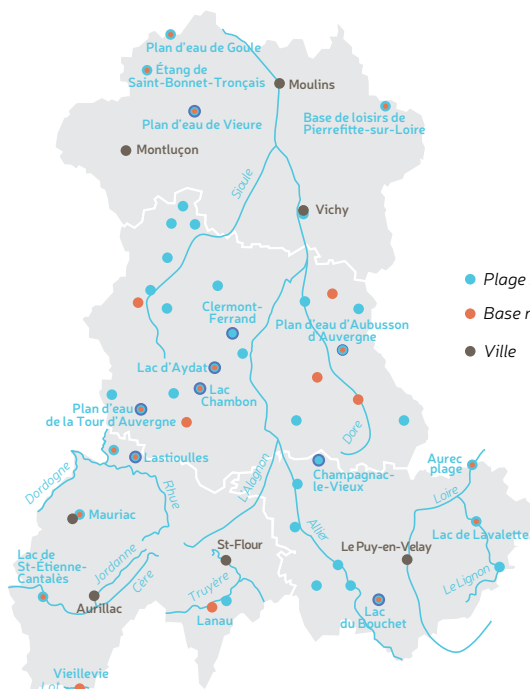 Plan d'eau de Goule
Étang de
Saint-Bonnet-Tronçais
Moulins
Plan d'eau de Vieure
Base de loisirs de
Pierrefitte-sur-Loire
Montluçon
Sioule
Vichy
Plage
Clermont-
Ferrand
Base
Plan d'eau d'Aubusson
d'Auvergne
Ville
Lac d'Aydat
Lac
Chambon
Plan d'eau
de la Tour d'Auvergne
Dore
Lastioulles
Dordogne
Rhue
L'Alagnon
Champagnac-
le-Vieux
Aurec
plage
Loire
Mauriac
Allier
Lac de Lavalette
St-Flour
Le Puy-en-Velay
Jordanne
Lac de
St-Étienne-
Cantalès
Cère
Truyère
Le Lignon
Aurillac
Lanau
Lac
du Bouchet
Vieillevie
Lot